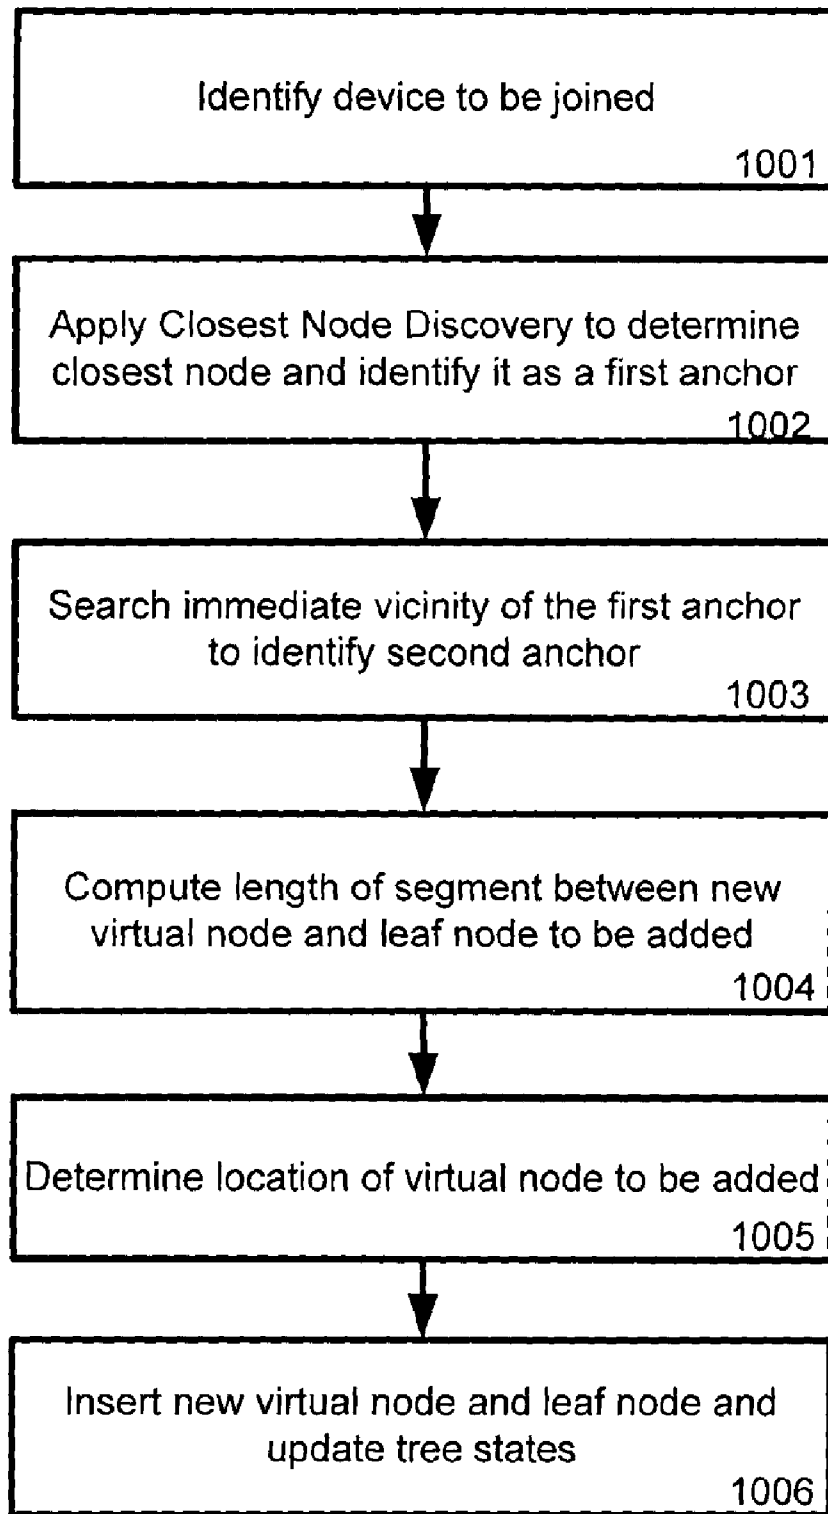 Identify device to be joined
1001
Apply Closest Node Discovery to determine
closest node and identify it as a first anchor
1002
Search immediate vicinity of the first anchor
to identify second anchor
1003
Compute length of segment between new
virtual node and leaf node to be added
1004
Determine location of virtual node to be added
1005
Insert new virtual node and leaf node and
update tree states
1006